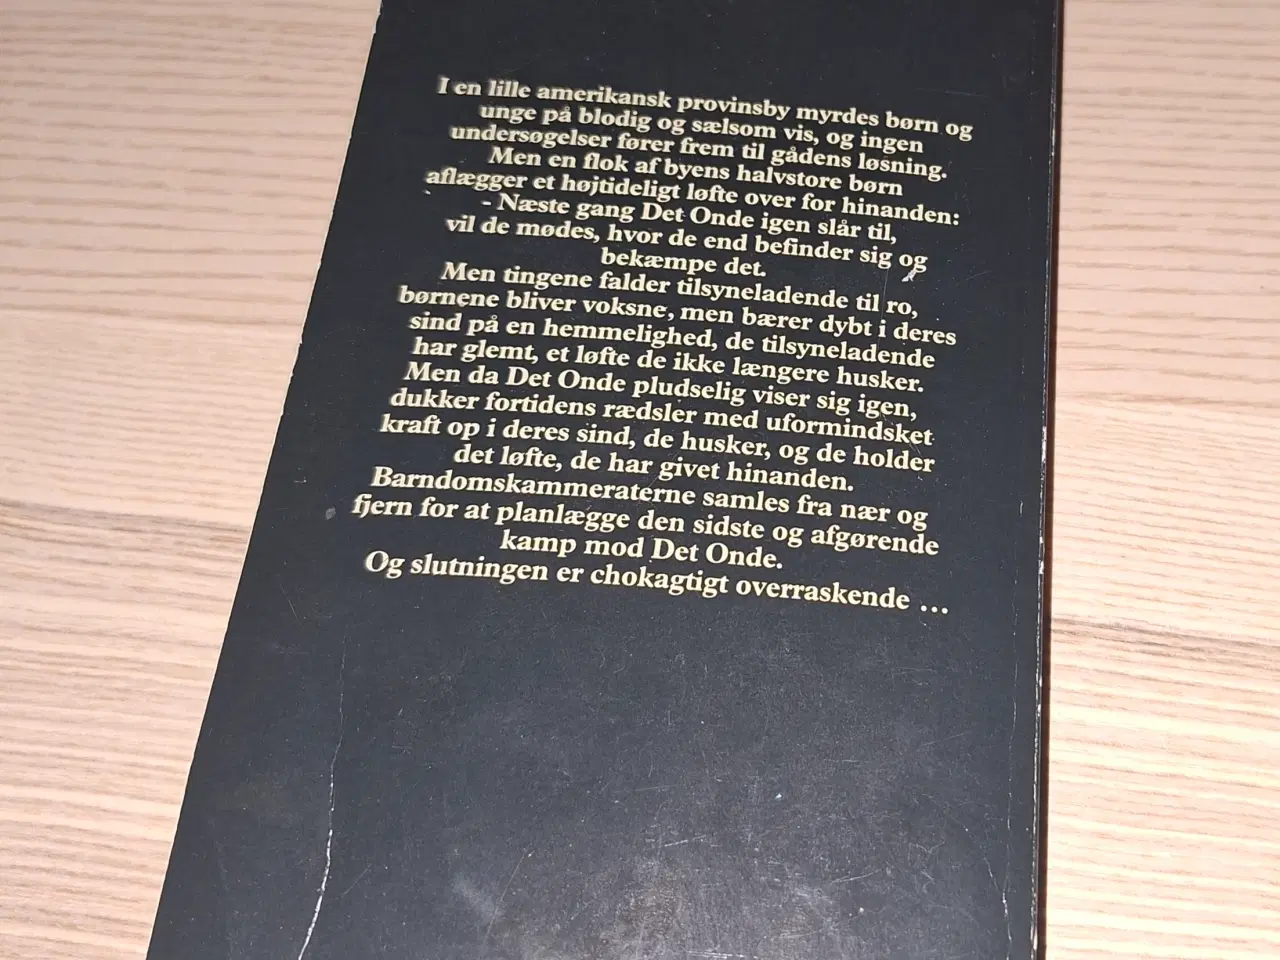 I en lille amerikansk provinsby myrdes børn og
unge på blodig og sælsom vis, og ingen
undersøgelser fører frem til gådens løsning.
Men en flok af byens halvstore børn
aflægger et højtideligt løfte over for hinanden:
- Næste gang Det Onde igen slår til,
vil de mødes, hvor de end befinder sig og
bekæmpe det.
Men tingene falder tilsyneladende til ro,
børnene bliver voksne, men bærer dybt i deres
sind på en hemmelighed, de tilsyneladende
har glemt, et løfte de ikke længere husker.
Men da Det Onde pludselig viser sig igen,
dukker fortidens rædsler med uformindsket
kraft op i deres sind, de husker, og de holder
det løfte, de har givet hinanden.
Barndomskammeraterne samles fra nær og
fjern for at planlægge den sidste og afgørende
kamp mod Det Onde.
Og slutningen er chokagtigt overraskende ...